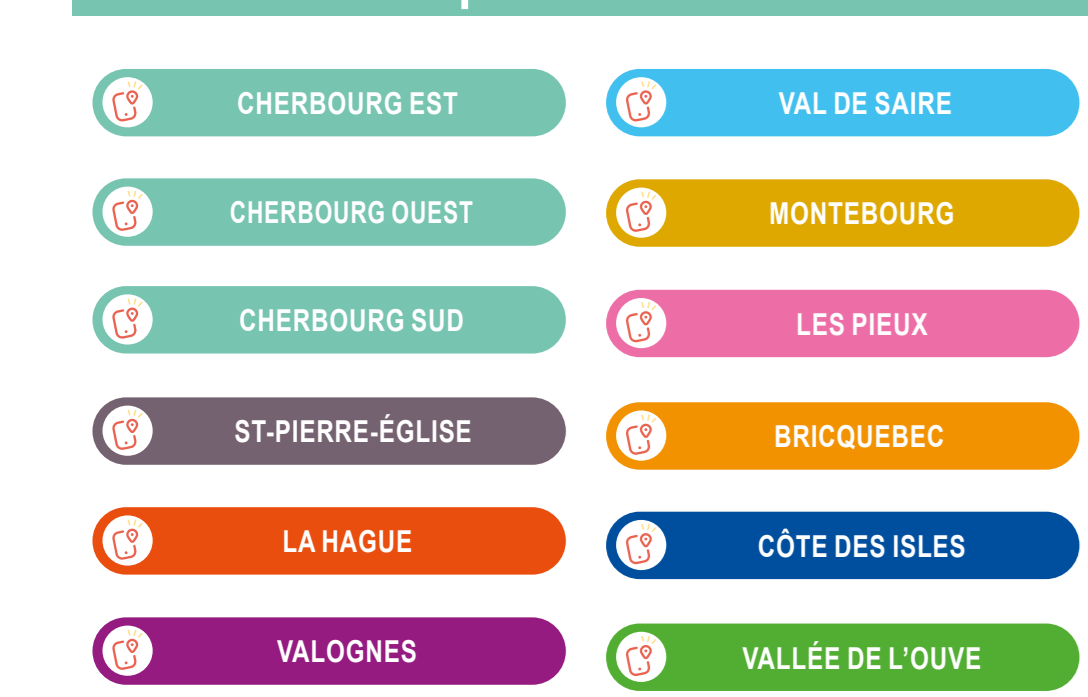 CHERBOURG EST
VAL DE SAIRE
CHERBOURG OUEST
MONTEBOURG
CHERBOURG SUD
LES PIEUX
ST-PIERRE-ÉGLISE
BRICQUEBEC
LA HAGUE
CÔTE DES ISLES
VALOGNES
VALLÉE DE L’OUVE